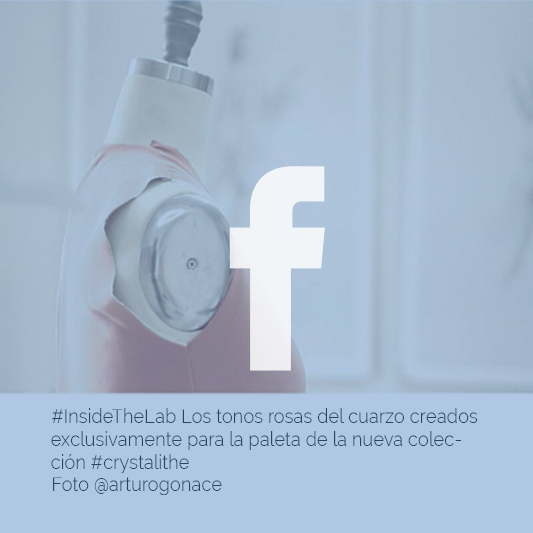 f
#InsideTheLab Los tonos rosas del cuarzo creados
exclusivamente para la paleta de la nueva colec-
ción #crystalithe
Foto @arturogonace